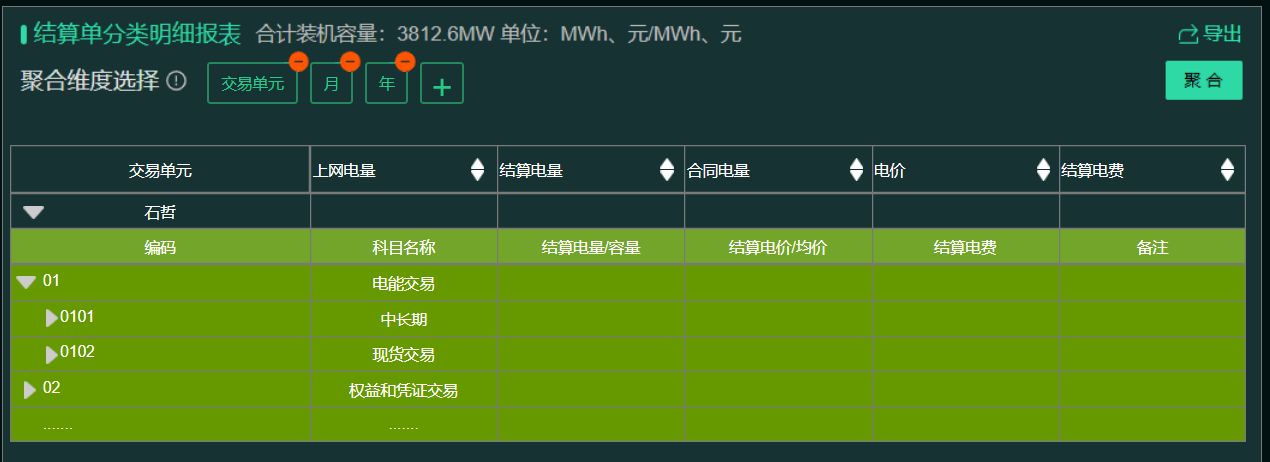 结算单分类明细报表 合计装机容量：3812.6MW 单位：MWh、元/MWh、元 导出
聚合维度选择 交易单元 月 年 + 聚合
交易单元 上网电量 结算电量 合同电量 电价 结算电费
石哲
编码 科目名称 结算电量/容量 结算电价/均价 结算电费 备注
01 电能交易
0101 中长期
0102 现货交易
02 权益和凭证交易
....... .......